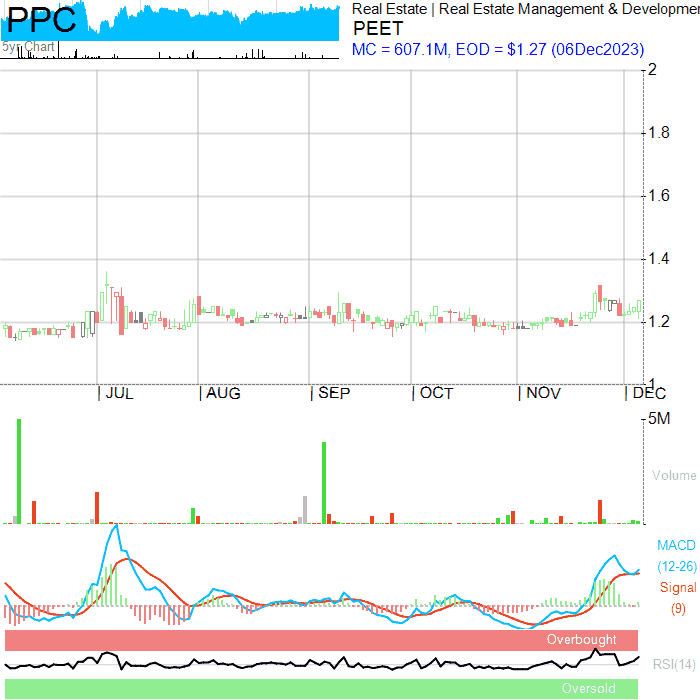 PPC
5yr Chart
Real Estate | Real Estate Management & Developmen
PEET
MC = 607.1M, EOD = $1.27 (06Dec2023)
2
1.8
1.6
1.4
1.2
1
JUL
AUG
SEP
OCT
NOV
DEC
5M
Volume
MACD
(12-26)
Signal
(9)
Overbought
RSI(14)
Oversold